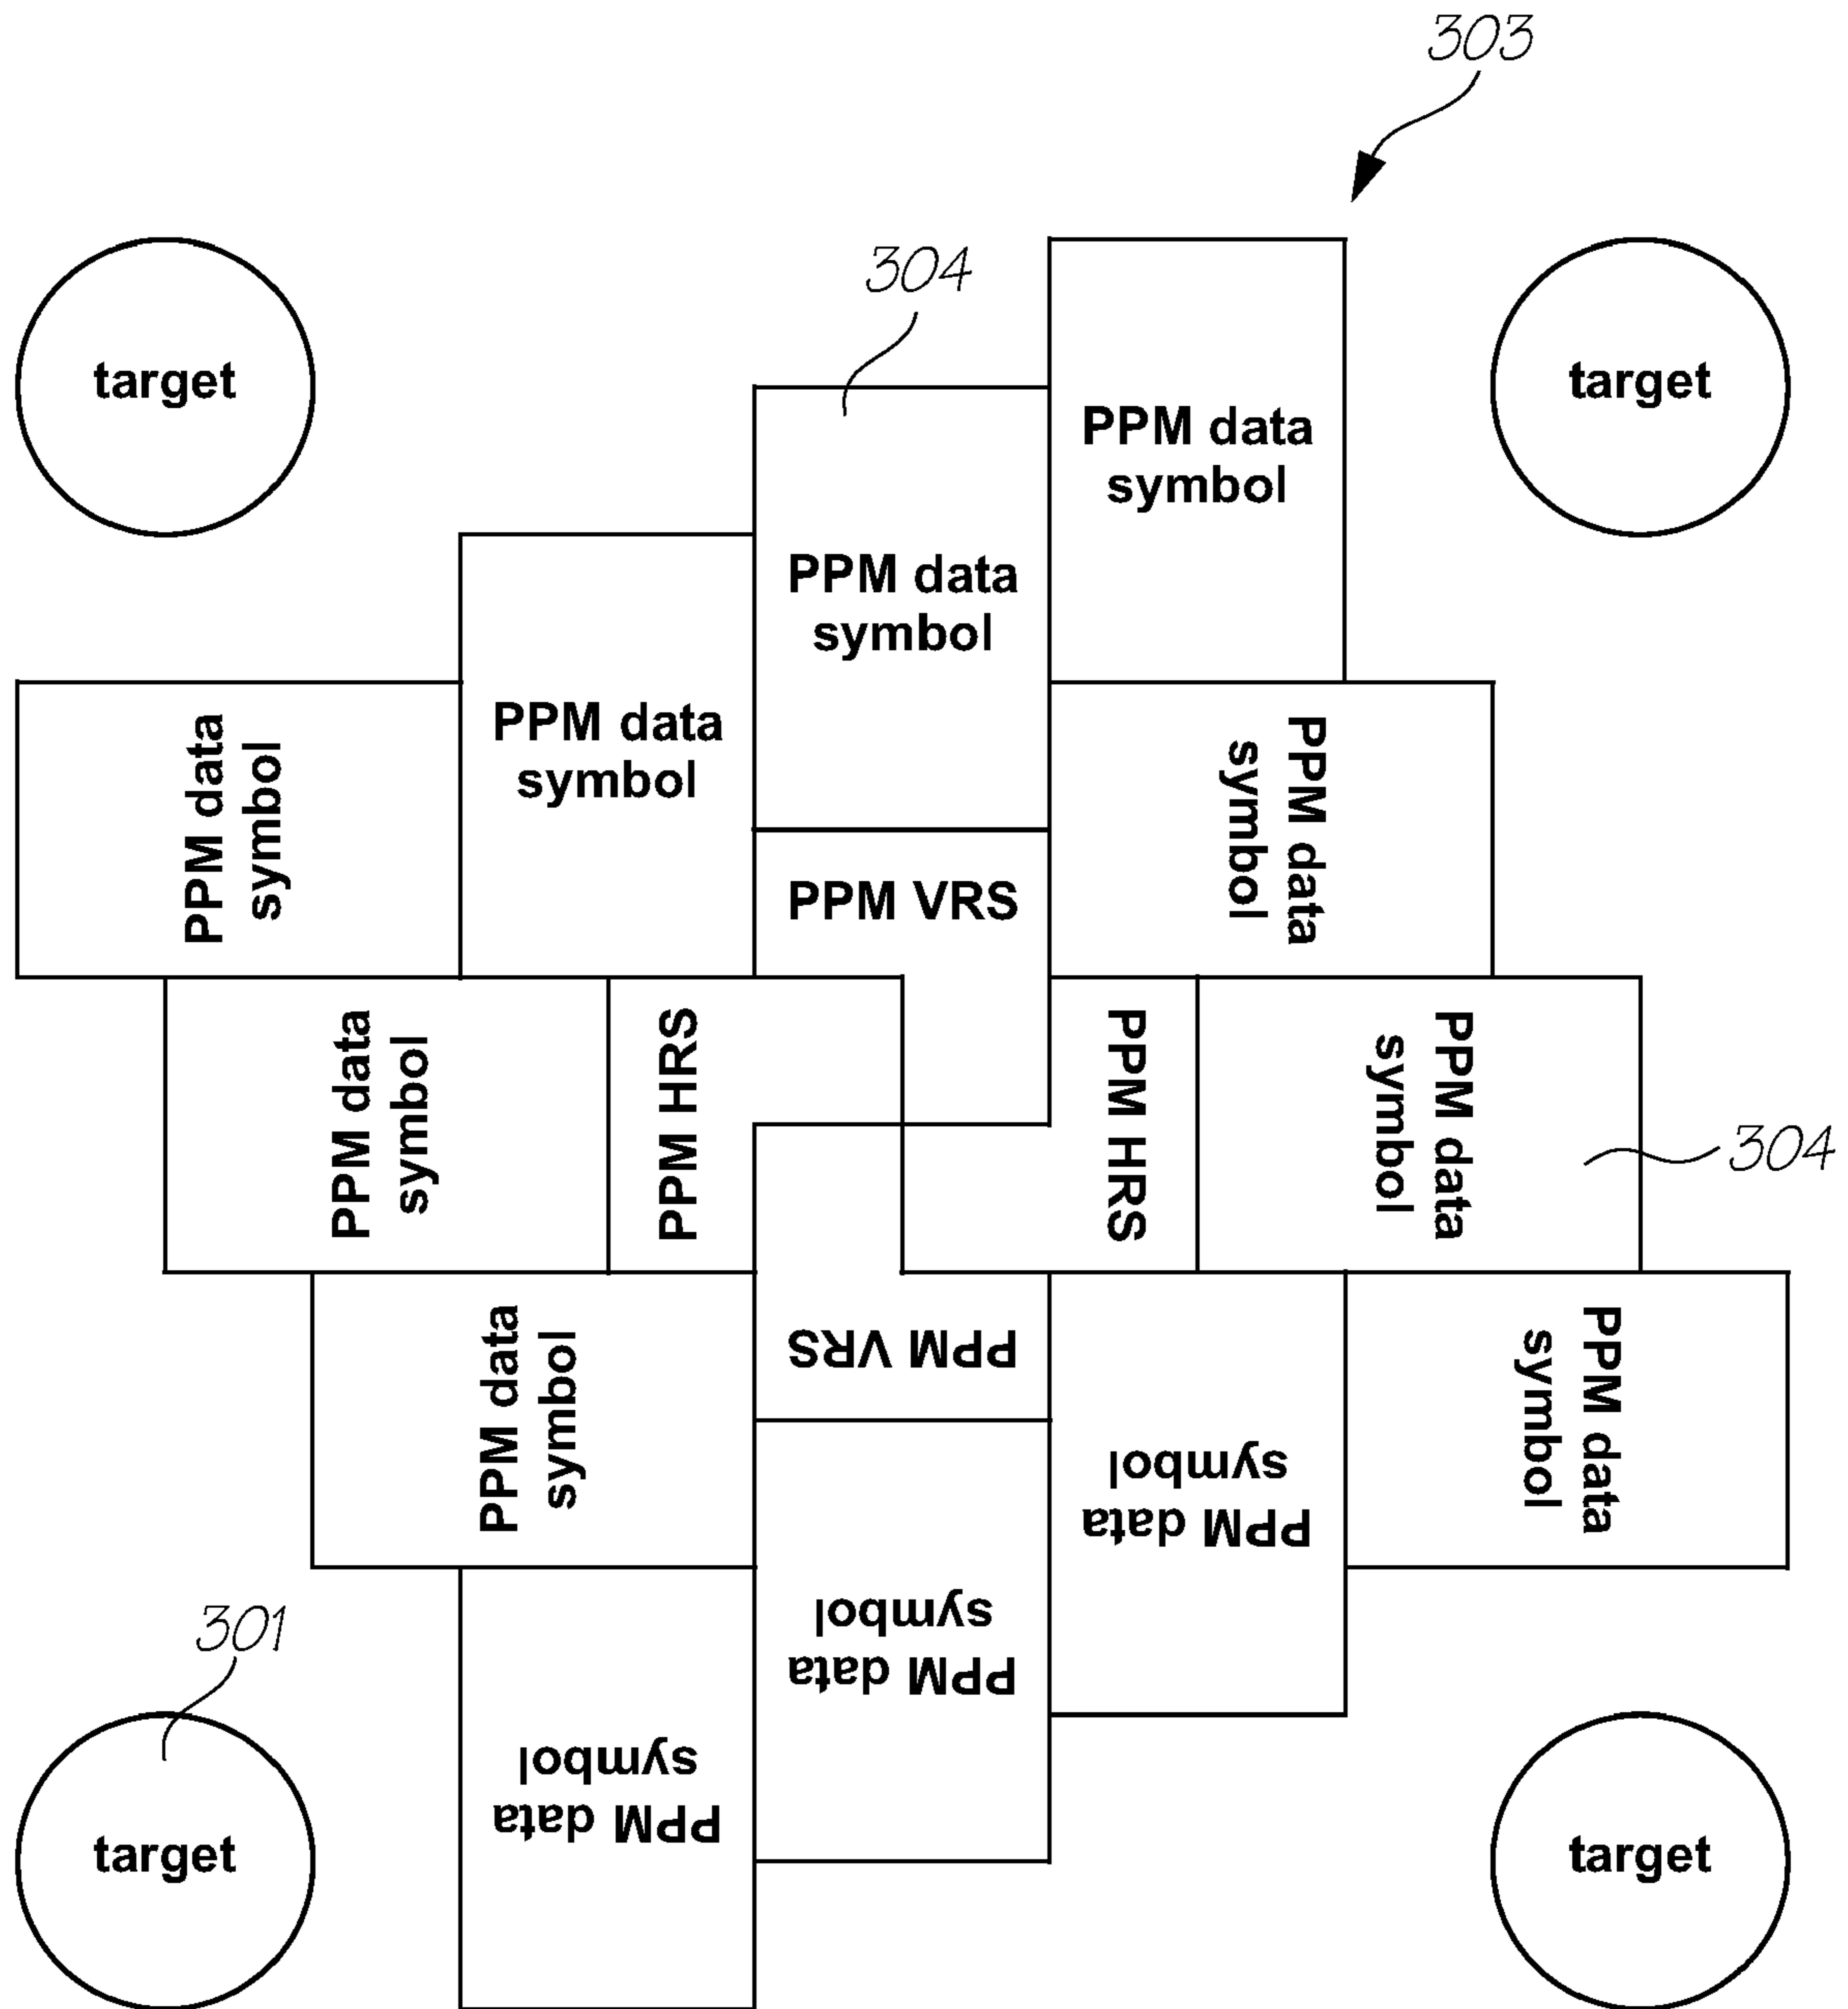 303
304
target
target
PPM data
symbol
PPM data
symbol
PPM data
symbol
PPM data
symbol
PPM data
symbol
PPM VRS
PPM data
symbol
PPM HRS
PPM HRS
PPM data
symbol
304
PPM data
symbol
PPM VRS
PPM data
symbol
PPM data
symbol
PPM data
symbol
301
PPM data
symbol
target
target